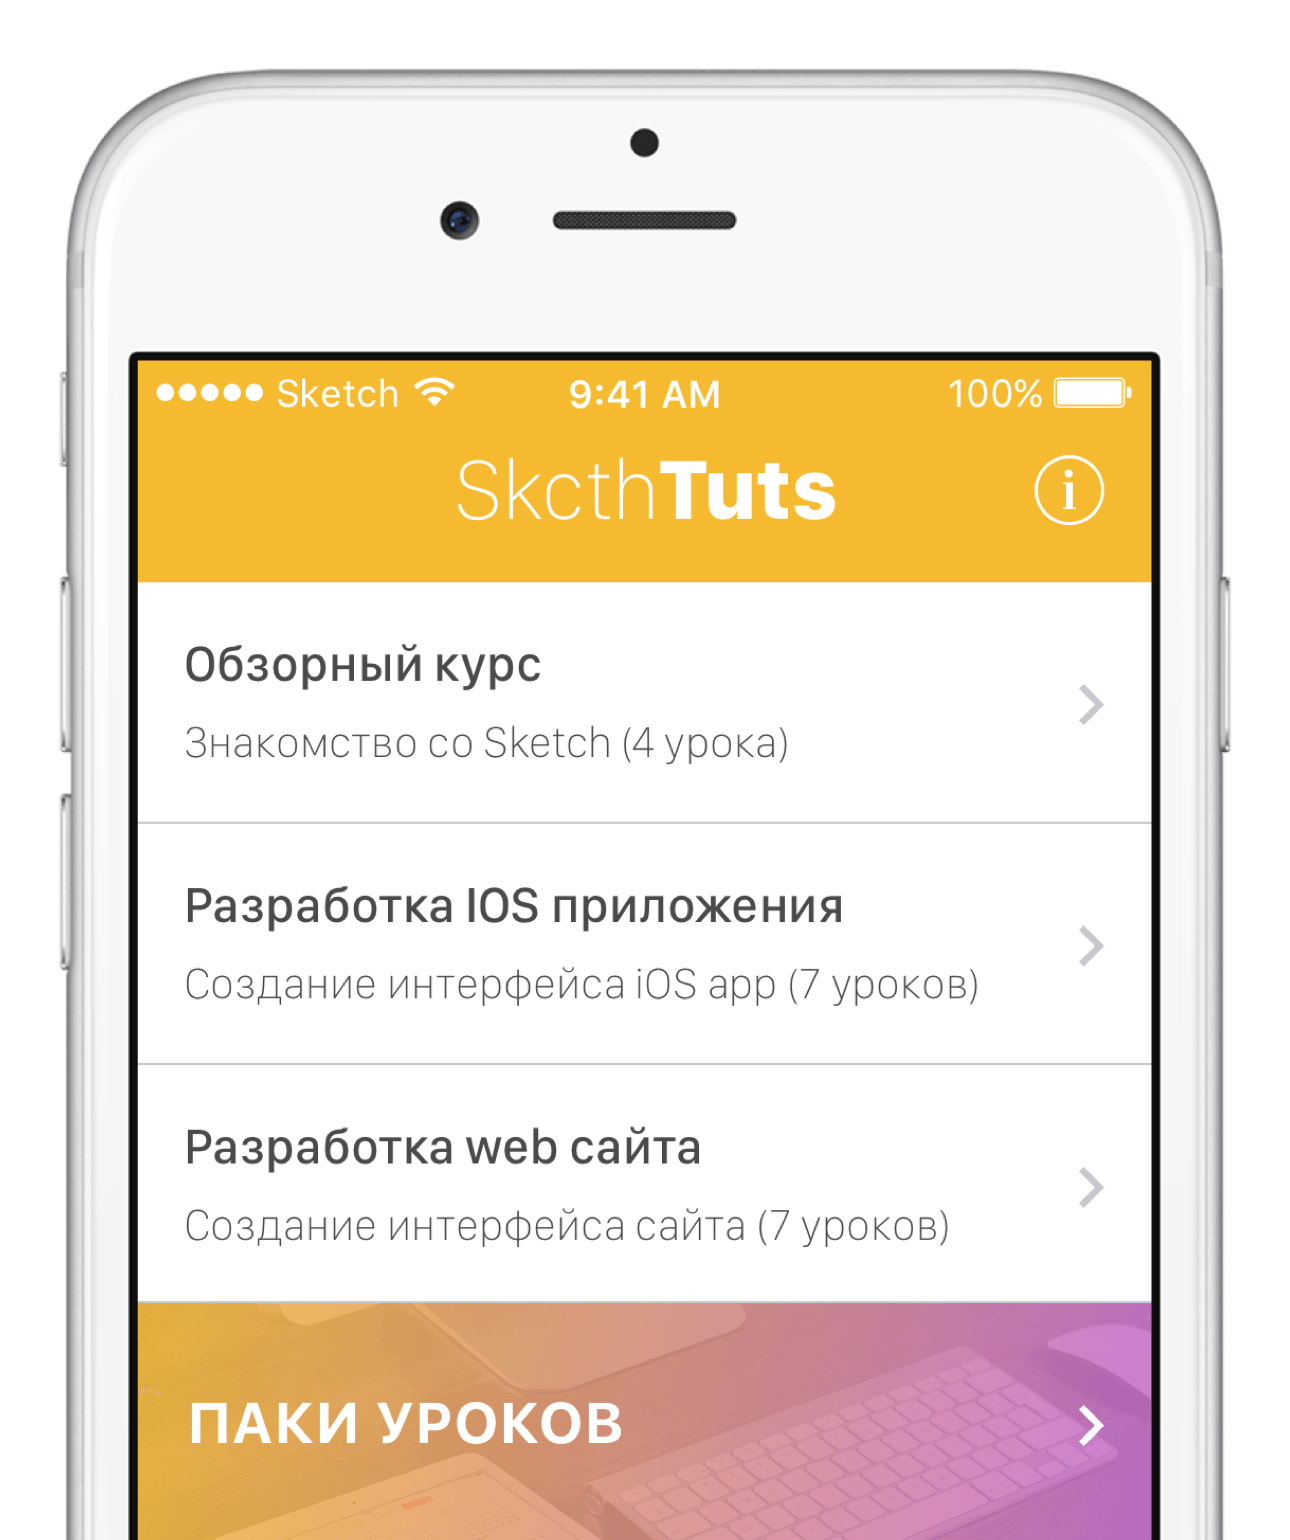 Sketch 9:41 AM 100%
SkcthTuts i
Обзорный курс
Знакомство со Sketch (4 урока)
Разработка IOS приложения
Создание интерфейса iOS app (7 уроков)
Разработка web сайта
Создание интерфейса сайта (7 уроков)
ПАКИ УРОКОВ